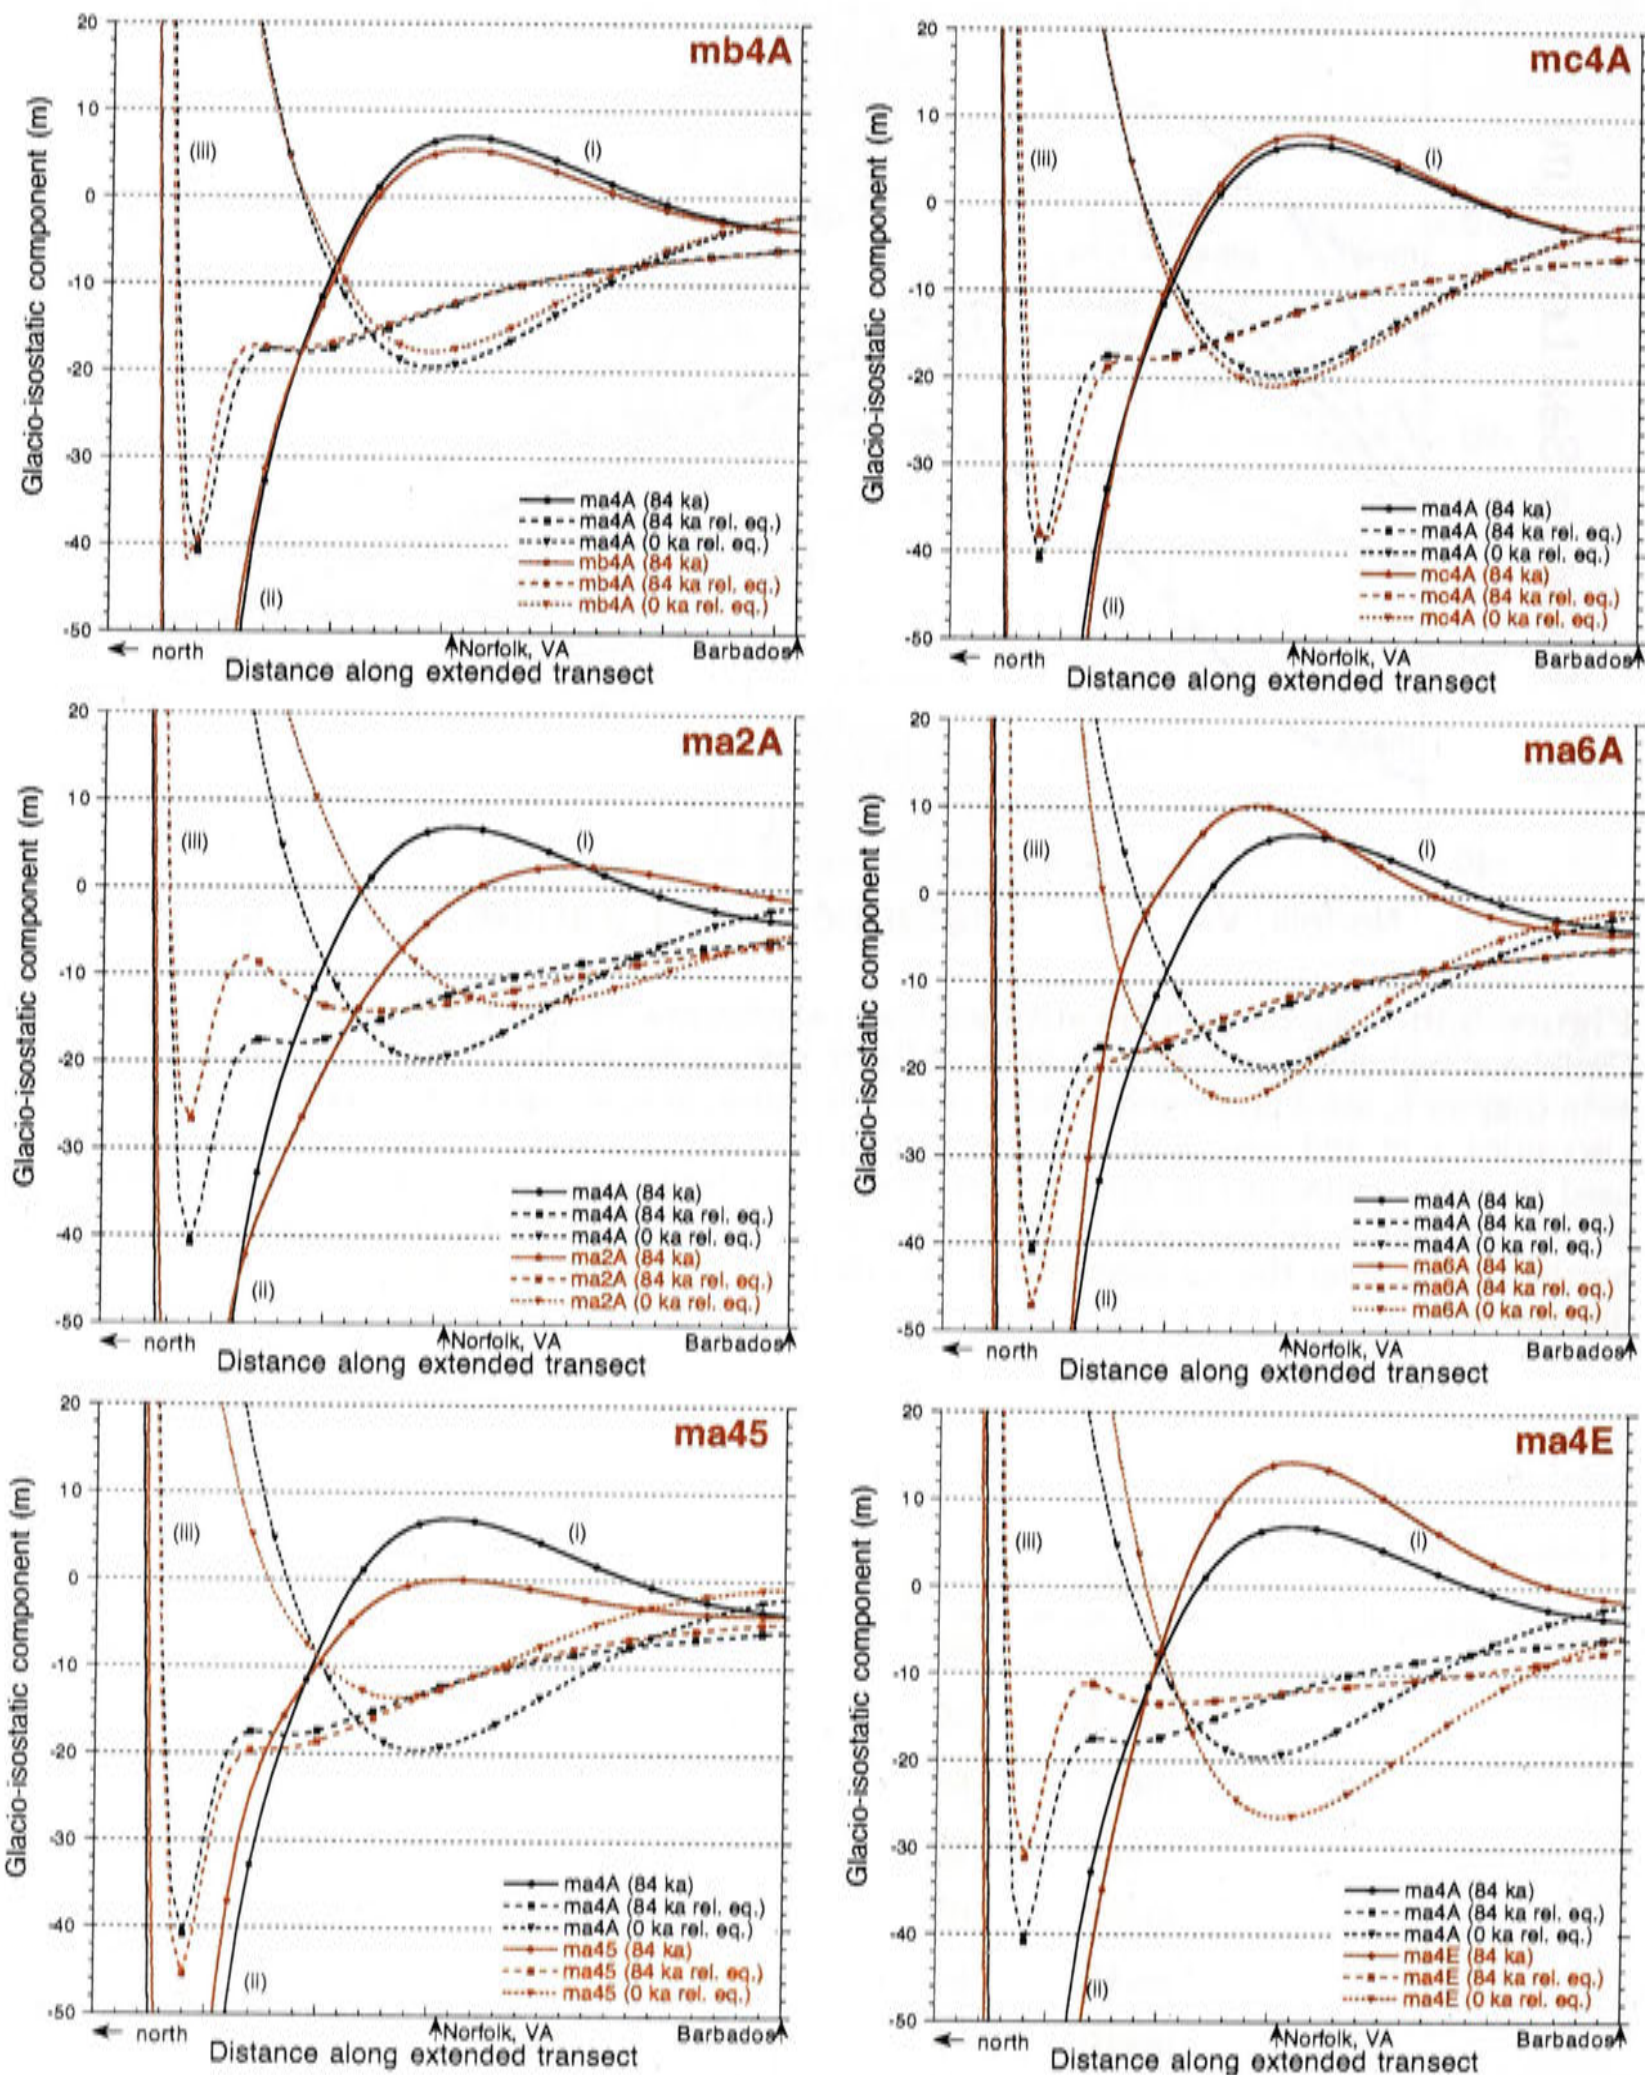 mb4A
Glacio-isostatic component (m)
20
10
0
-10
-20
-30
-40
-50
(iii)
(i)
(ii)
ma4A (84 ka)
ma4A (84 ka rel. eq.)
ma4A (0 ka rel. eq.)
mb4A (84 ka)
mb4A (84 ka rel. eq.)
mb4A (0 ka rel. eq.)
north
Norfolk, VA
Barbados
Distance along extended transect
mc4A
Glacio-isostatic component (m)
20
10
0
-10
-20
-30
-40
-50
(iii)
(i)
(ii)
ma4A (84 ka)
ma4A (84 ka rel. eq.)
ma4A (0 ka rel. eq.)
mc4A (84 ka)
mc4A (84 ka rel. eq.)
mc4A (0 ka rel. eq.)
north
Norfolk, VA
Barbados
Distance along extended transect
ma2A
Glacio-isostatic component (m)
20
10
0
-10
-20
-30
-40
-50
(iii)
(i)
(ii)
ma4A (84 ka)
ma4A (84 ka rel. eq.)
ma4A (0 ka rel. eq.)
ma2A (84 ka)
ma2A (84 ka rel. eq.)
ma2A (0 ka rel. eq.)
north
Norfolk, VA
Barbados
Distance along extended transect
ma6A
Glacio-isostatic component (m)
20
10
0
-10
-20
-30
-40
-50
(iii)
(i)
(ii)
ma4A (84 ka)
ma4A (84 ka rel. eq.)
ma4A (0 ka rel. eq.)
ma6A (84 ka)
ma6A (84 ka rel. eq.)
ma6A (0 ka rel. eq.)
north
Norfolk, VA
Barbados
Distance along extended transect
ma45
Glacio-isostatic component (m)
20
10
0
-10
-20
-30
-40
-50
(iii)
(i)
(ii)
ma4A (84 ka)
ma4A (84 ka rel. eq.)
ma4A (0 ka rel. eq.)
ma45 (84 ka)
ma45 (84 ka rel. eq.)
ma45 (0 ka rel. eq.)
north
Norfolk, VA
Barbados
Distance along extended transect
ma4E
Glacio-isostatic component (m)
20
10
0
-10
-20
-30
-40
-50
(iii)
(i)
(ii)
ma4A (84 ka)
ma4A (84 ka rel. eq.)
ma4A (0 ka rel. eq.)
ma4E (84 ka)
ma4E (84 ka rel. eq.)
ma4E (0 ka rel. eq.)
north
Norfolk, VA
Barbados
Distance along extended transect